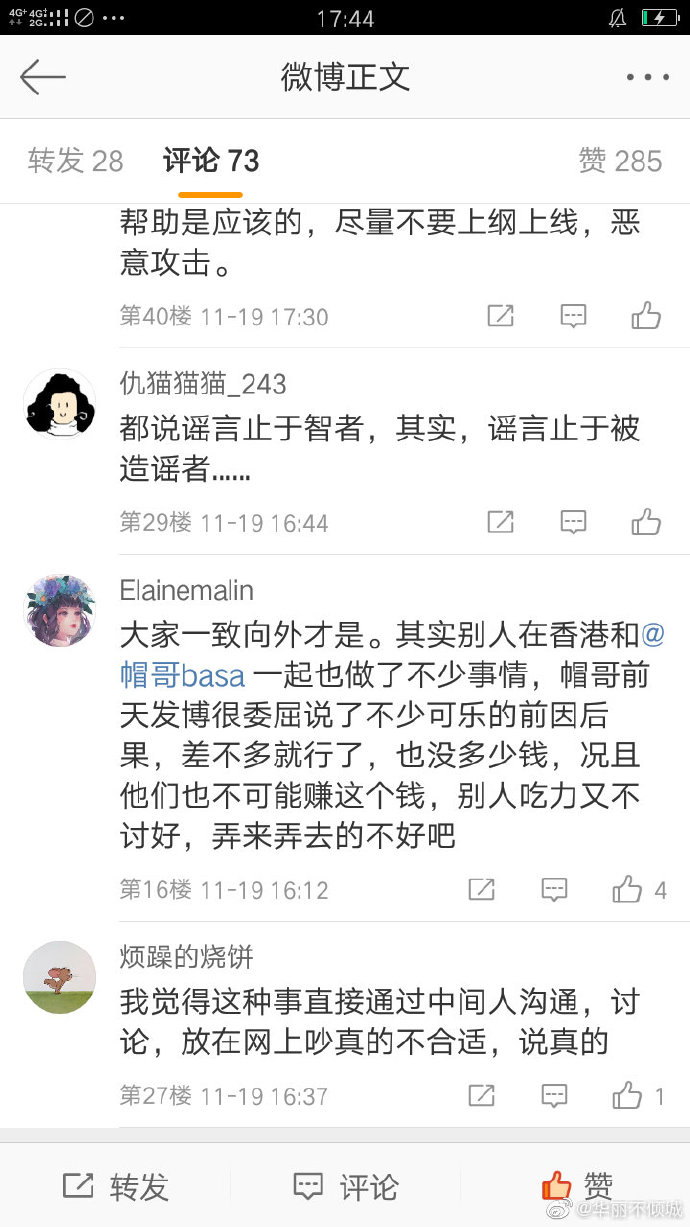 4G+ 4G+ 2G 17:44
微博正文
转发 28 评论 73 赞 285
帮助是应该的，尽量不要上纲上线，恶
意攻击。
第40楼 11-19 17:30
仇猫猫猫_243
都说谣言止于智者，其实，谣言止于被
造谣者......
第29楼 11-19 16:44
Elainemalin
大家一致向外才是。其实别人在香港和@
帽哥basa 一起也做了不少事情，帽哥前
天发博很委屈说了不少可乐的前因后
果，差不多就行了，也没多少钱，况且
他们也不可能赚这个钱，别人吃力又不
讨好，弄来弄去的不好吧
第16楼 11-19 16:12 4
烦躁的烧饼
我觉得这种事直接通过中间人沟通，讨
论，放在网上吵真的不合适，说真的
第27楼 11-19 16:37 1
转发 评论 赞
@华丽不倾城